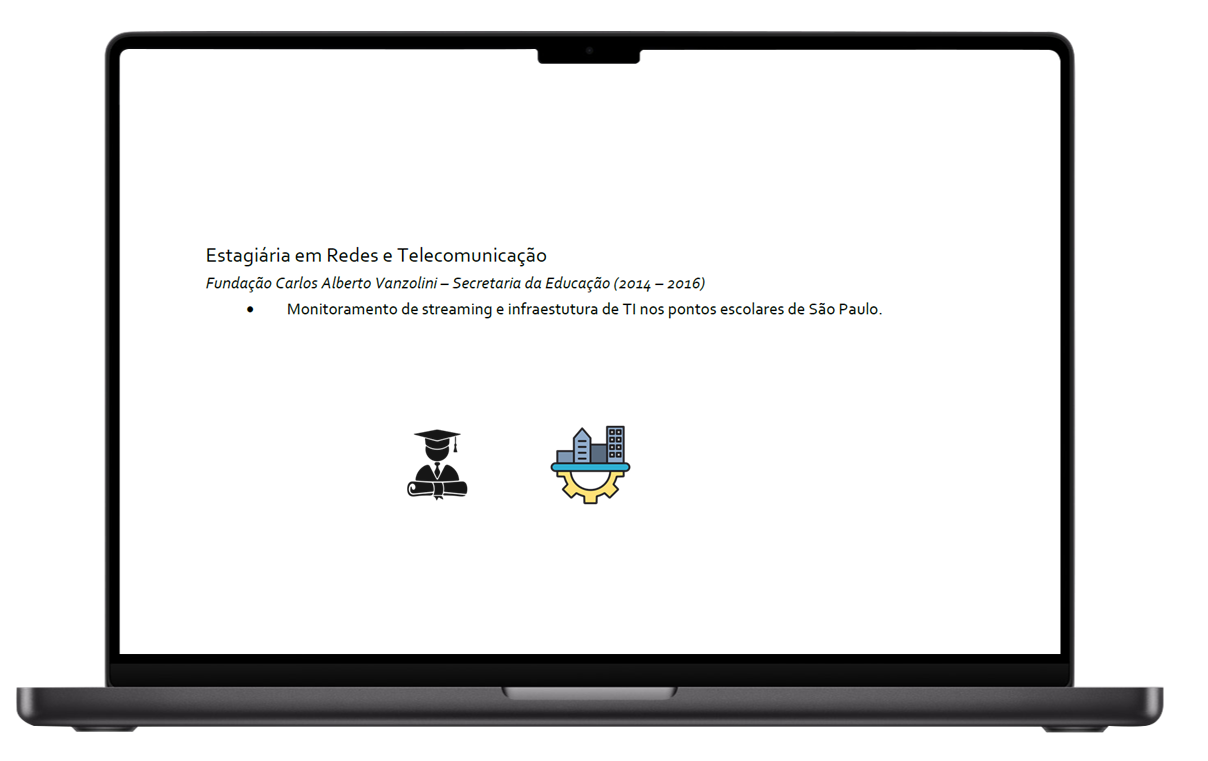 Estagiária em Redes e Telecomunicação
Fundação Carlos Alberto Vanzolini – Secretaria da Educação (2014 – 2016)
• Monitoramento de streaming e infraestutura de TI nos pontos escolares de São Paulo.